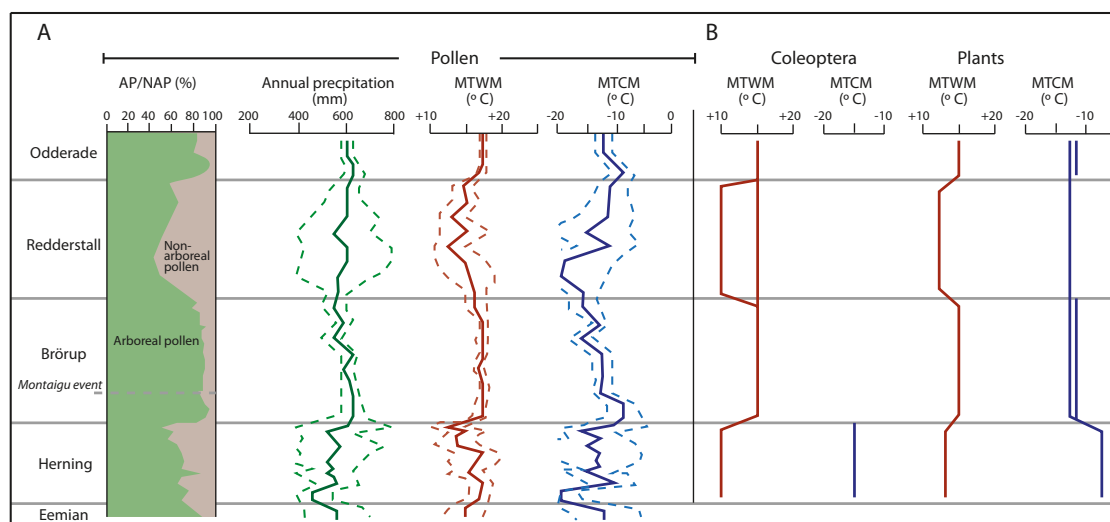 A
B
Pollen
Coleoptera
Plants
AP/NAP (%)
Annual precpitation
(mm)
MTWM
(º C)
MTCM
(º C)
MTWM
(º C)
MTCM
(º C)
MTWM
(º C)
MTCM
(º C)
0 20 40 60 80 100
200 400 600 800
+10 +20
-20 -10 0
+10 +20
-20 -10
+10 +20
-20 -10
Odderade
Redderstall
Non-
arboreal
pollen
Arboreal pollen
Brörup
Montaigu event
Herning
Eemian